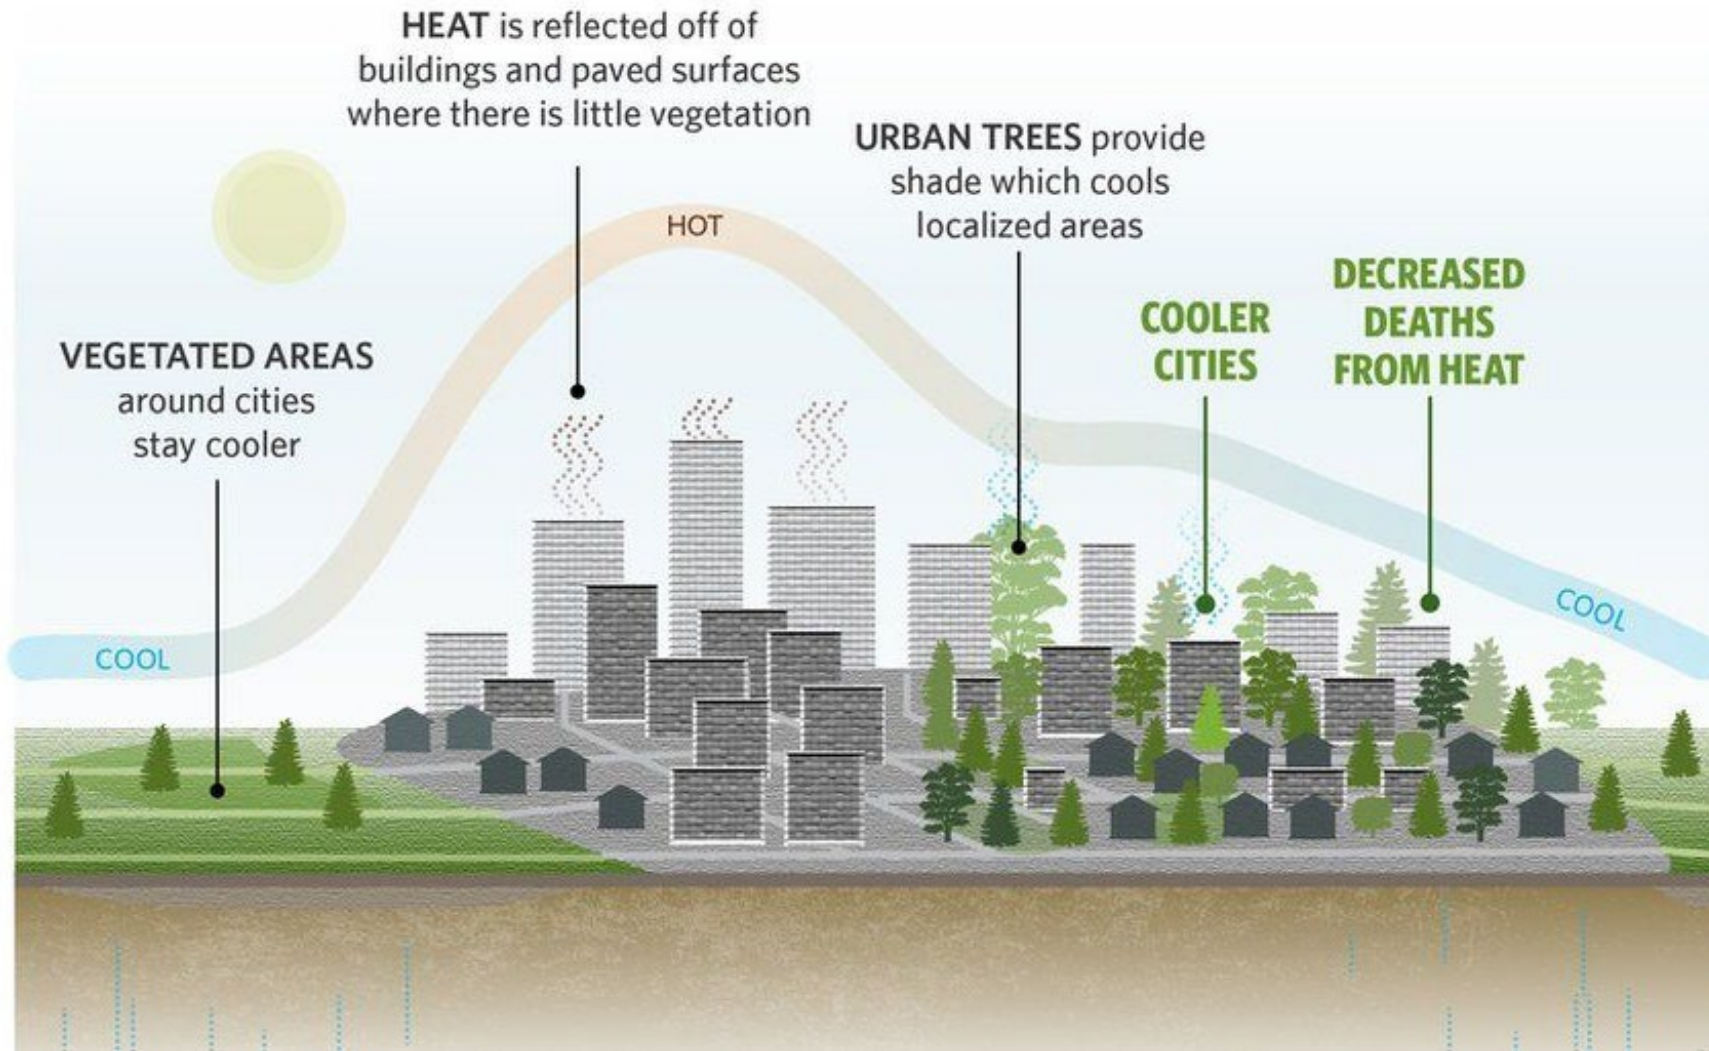 HEAT is reflected off of
buildings and paved surfaces
where there is little vegetation
URBAN TREES provide
shade which cools
localized areas
HOT
DECREASED
DEATHS
FROM HEAT
COOLER
CITIES
VEGETATED AREAS
around cities
stay cooler
COOL
COOL